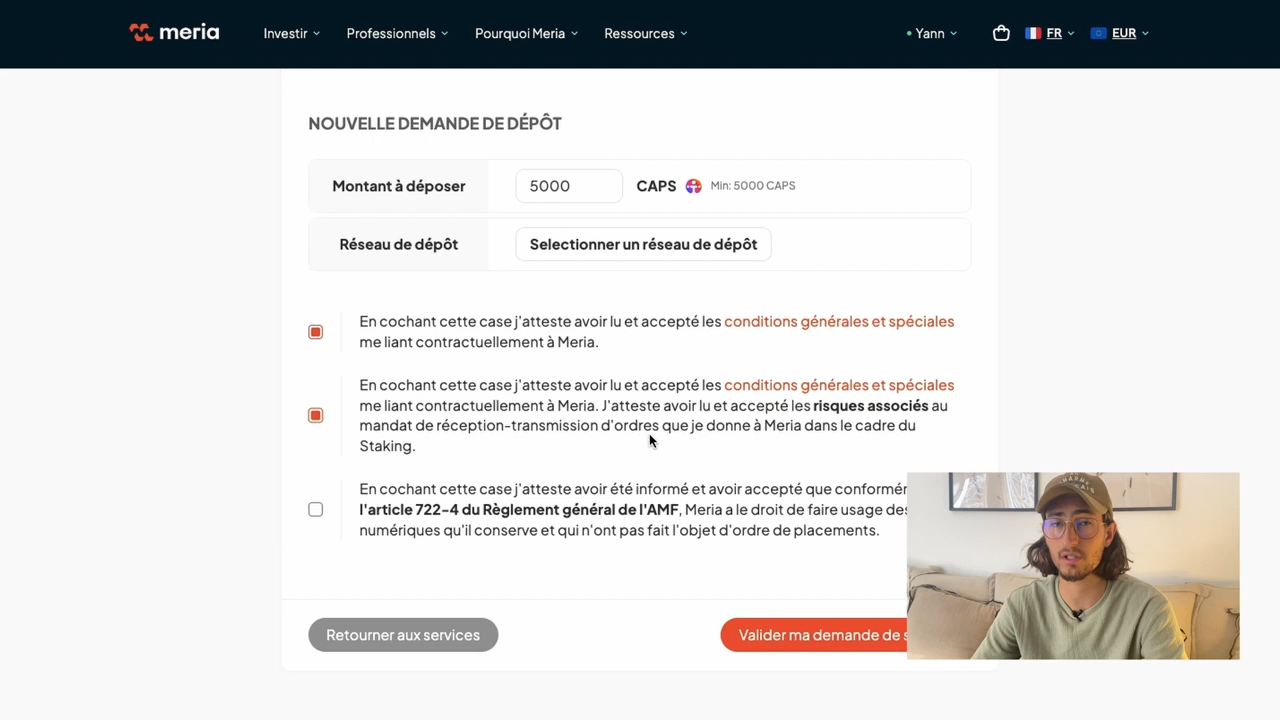 meria
Investir
Professionnels
Pourquoi Meria
Ressources
Yann
FR
EUR
NOUVELLE DEMANDE DE DÉPÔT
Montant à déposer
5000
CAPS
Min: 5000 CAPS
Réseau de dépôt
Selectionner un réseau de dépôt
En cochant cette case j'atteste avoir lu et accepté les conditions générales et spéciales
me liant contractuellement à Meria.
En cochant cette case j'atteste avoir lu et accepté les conditions générales et spéciales
me liant contractuellement à Meria. J'atteste avoir lu et accepté les risques associés au
mandat de réception-transmission d'ordres que je donne à Meria dans le cadre du
Staking.
En cochant cette case j'atteste avoir été informé et avoir accepté que
l'article 722-4 du Règlement général de l'AMF, Meria a le droit de faire usage
numériques qu'il conserve et qui n'ont pas fait l'objet d'ordre de placements.
Retourner aux services
Valider ma demande de